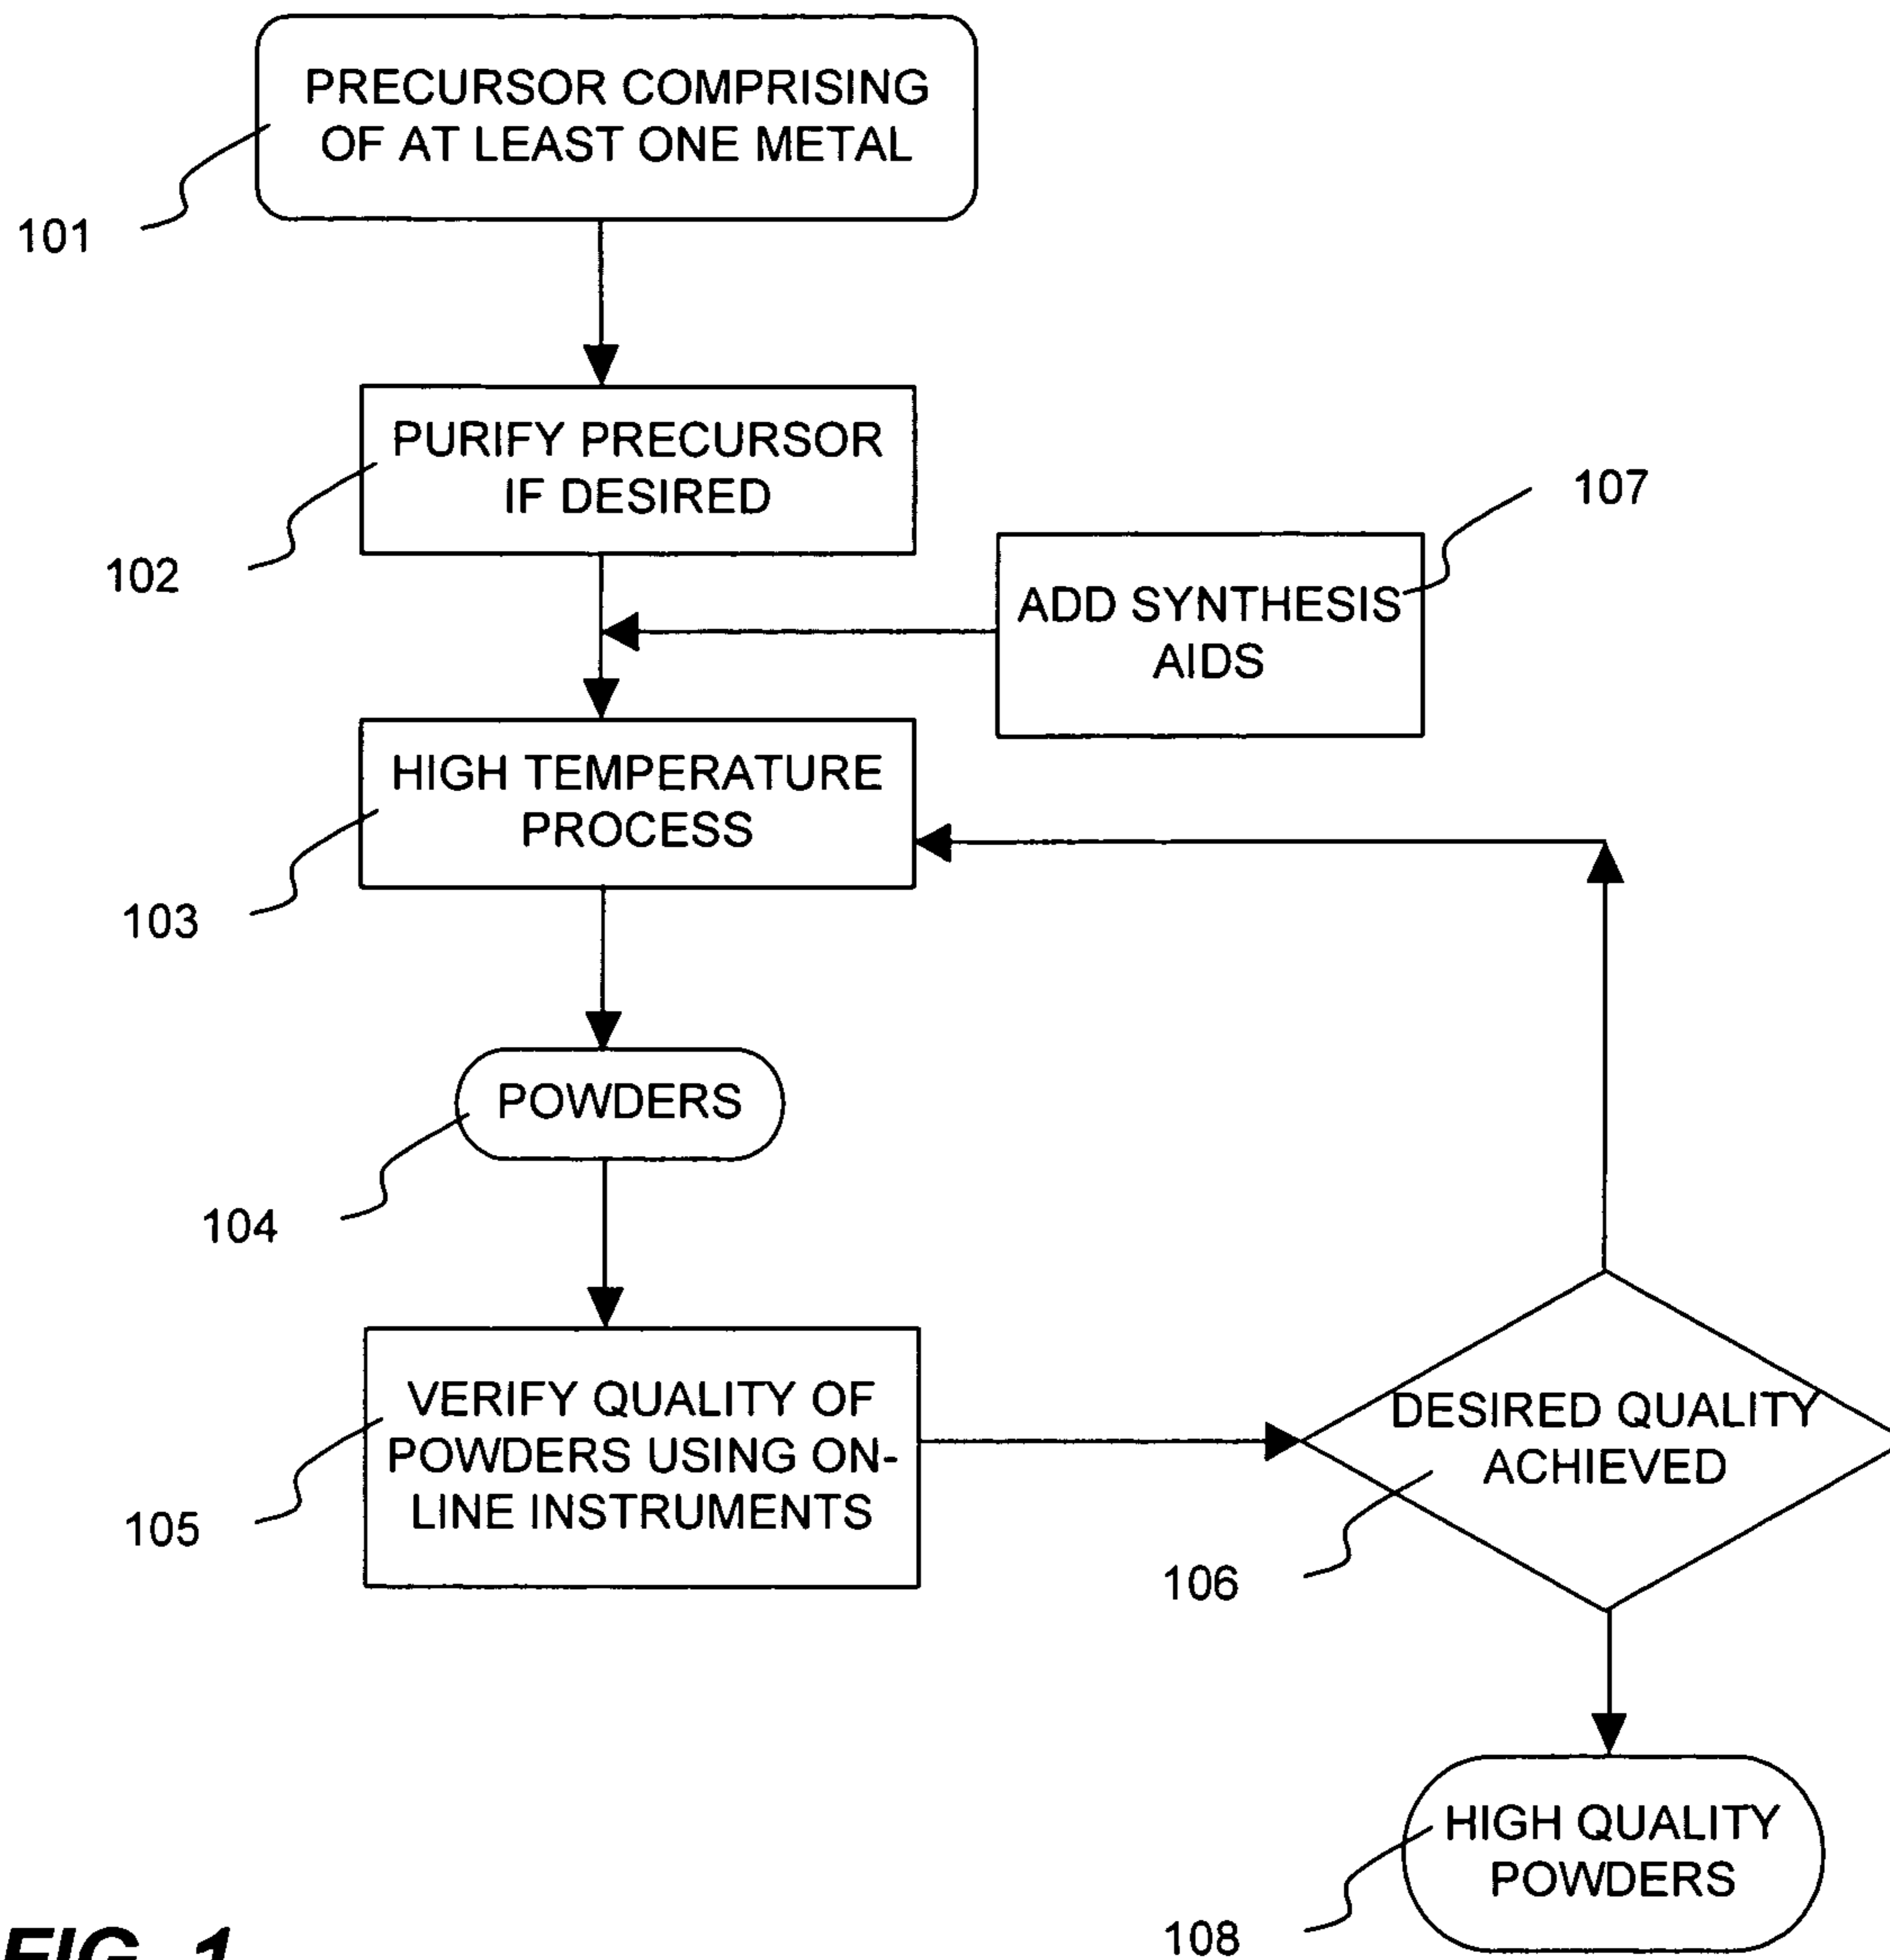 PRECURSOR COMPRISING
OF AT LEAST ONE METAL
101
PURIFY PRECURSOR
IF DESIRED
102
107
ADD SYNTHESIS
AIDS
HIGH TEMPERATURE
PROCESS
103
POWDERS
104
VERIFY QUALITY OF
POWDERS USING ON-
LINE INSTRUMENTS
105
DESIRED QUALITY
ACHIEVED
106
HIGH QUALITY
POWDERS
108
FIG. 1